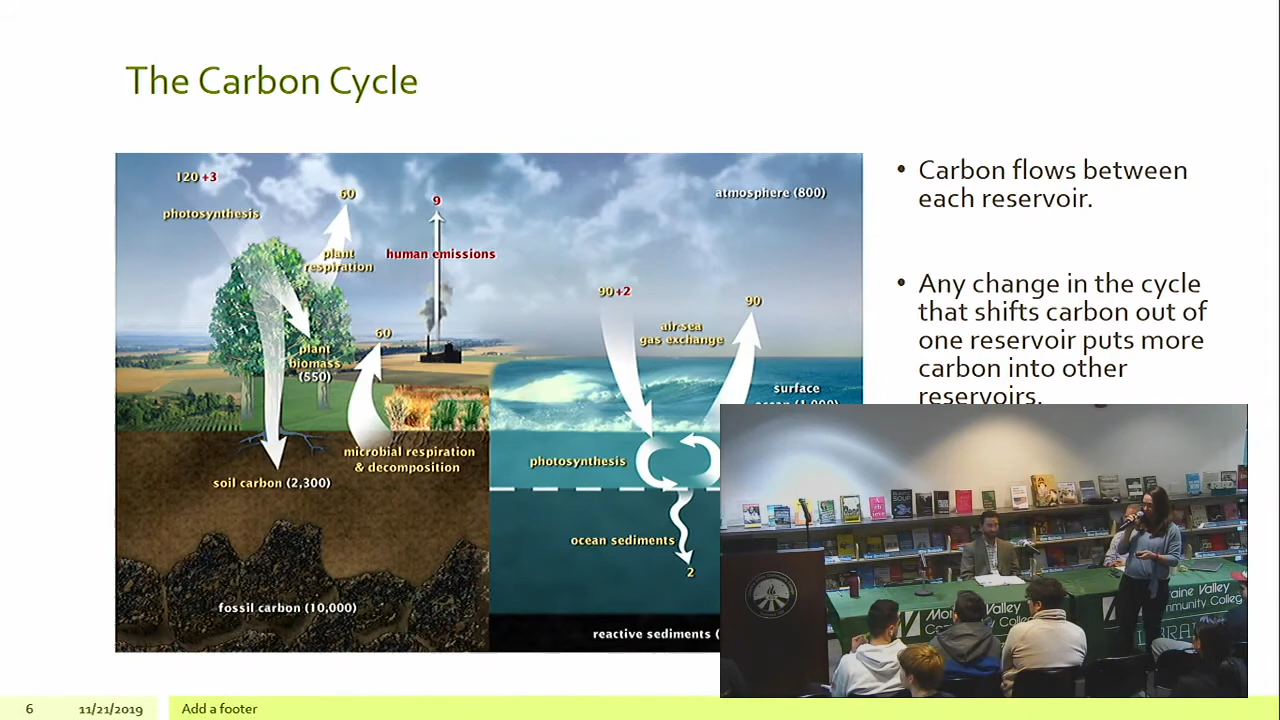 The Carbon Cycle
120 +3
photosynthesis
60
plant
respiration
9
human emissions
atmosphere (800)
60
plant
biomass
(550)
90 +2
air-sea
gas exchange
90
surface
microbial respiration
& decomposition
soil carbon (2,300)
photosynthesis
ocean sediments
2
fossil carbon (10,000)
reactive sediments (
• Carbon flows between
each reservoir.
• Any change in the cycle
that shifts carbon out of
one reservoir puts more
carbon into other
reservoirs.
Valley
6
11/21/2019
Add a footer